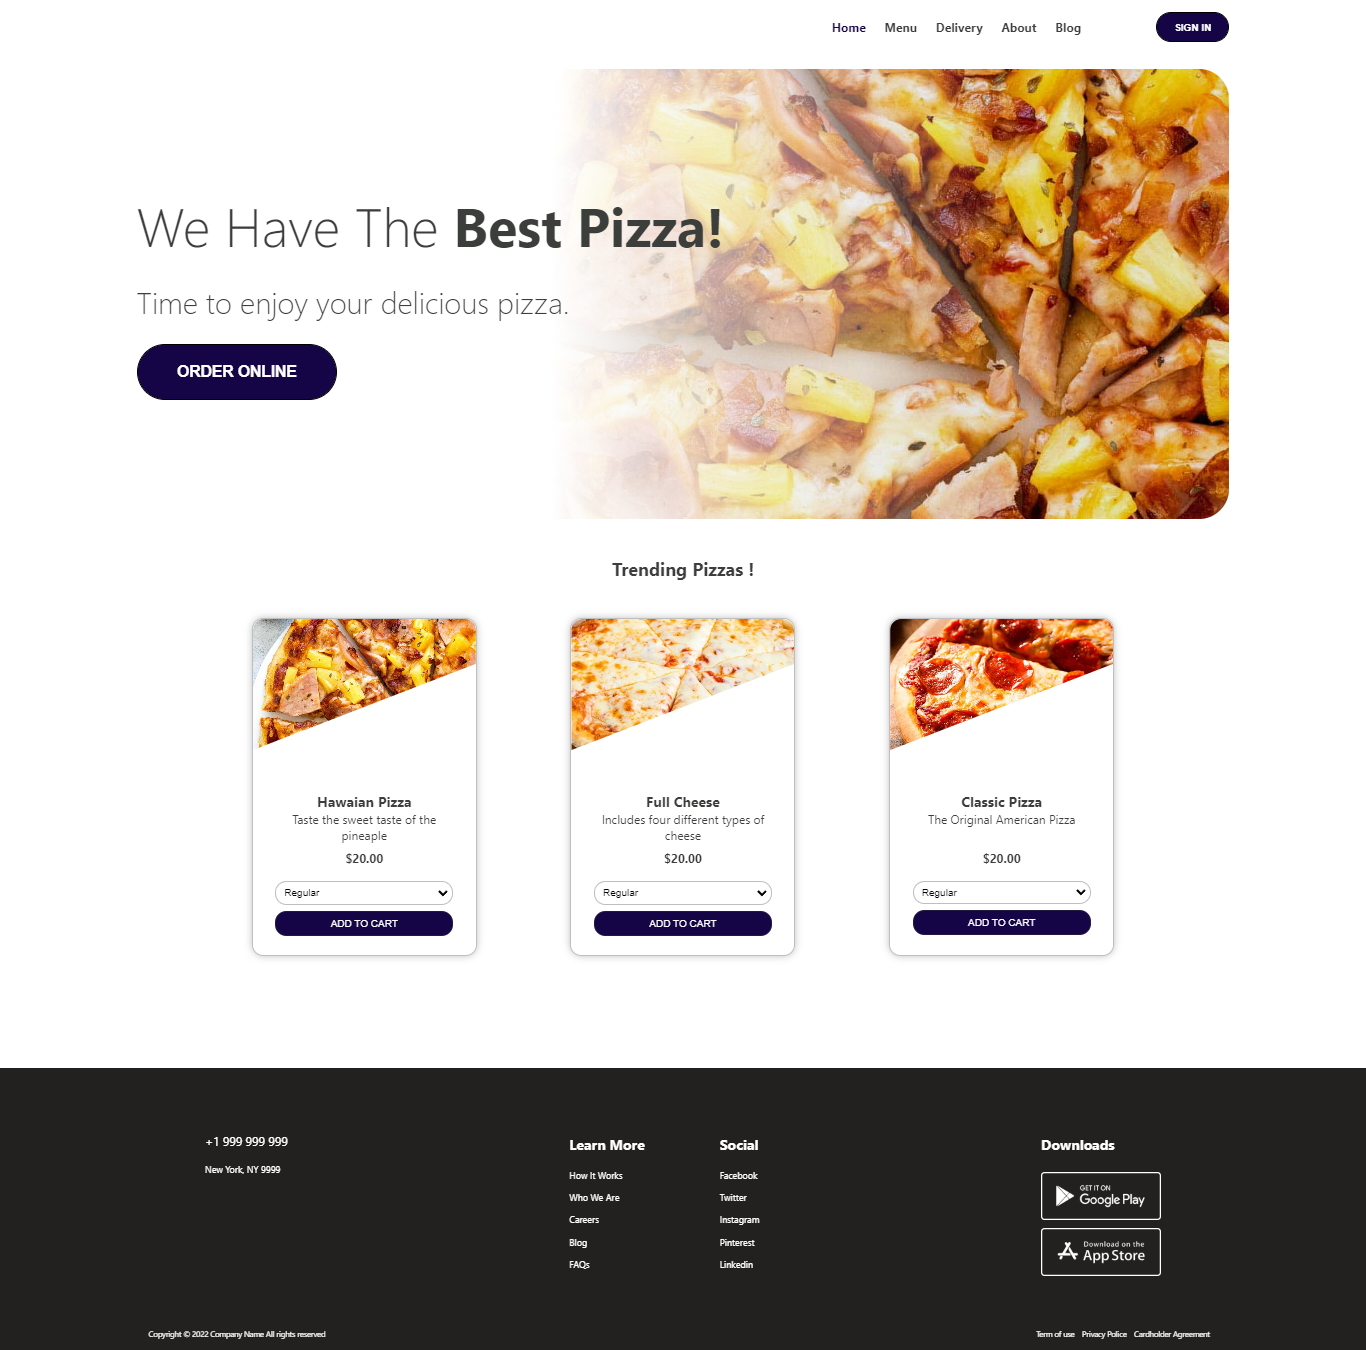 Home Menu Delivery About Blog SIGN IN
We Have The Best Pizza!
Time to enjoy your delicious pizza.
ORDER ONLINE
Trending Pizzas !
Hawaian Pizza
Taste the sweet taste of the
pineaple
$20.00
Regular
ADD TO CART
Full Cheese
Includes four different types of
cheese
$20.00
Regular
ADD TO CART
Classic Pizza
The Original American Pizza
$20.00
Regular
ADD TO CART
+1 999 999 999
New York, NY 9999
Learn More
How It Works
Who We Are
Careers
Blog
FAQs
Social
Facebook
Twitter
Instagram
Pinterest
Linkedin
Downloads
GET IT ON
Google Play
Download on the
App Store
Copyright © 2022 Company Name All rights reserved
Term of use Privacy Police Cardholder Agreement